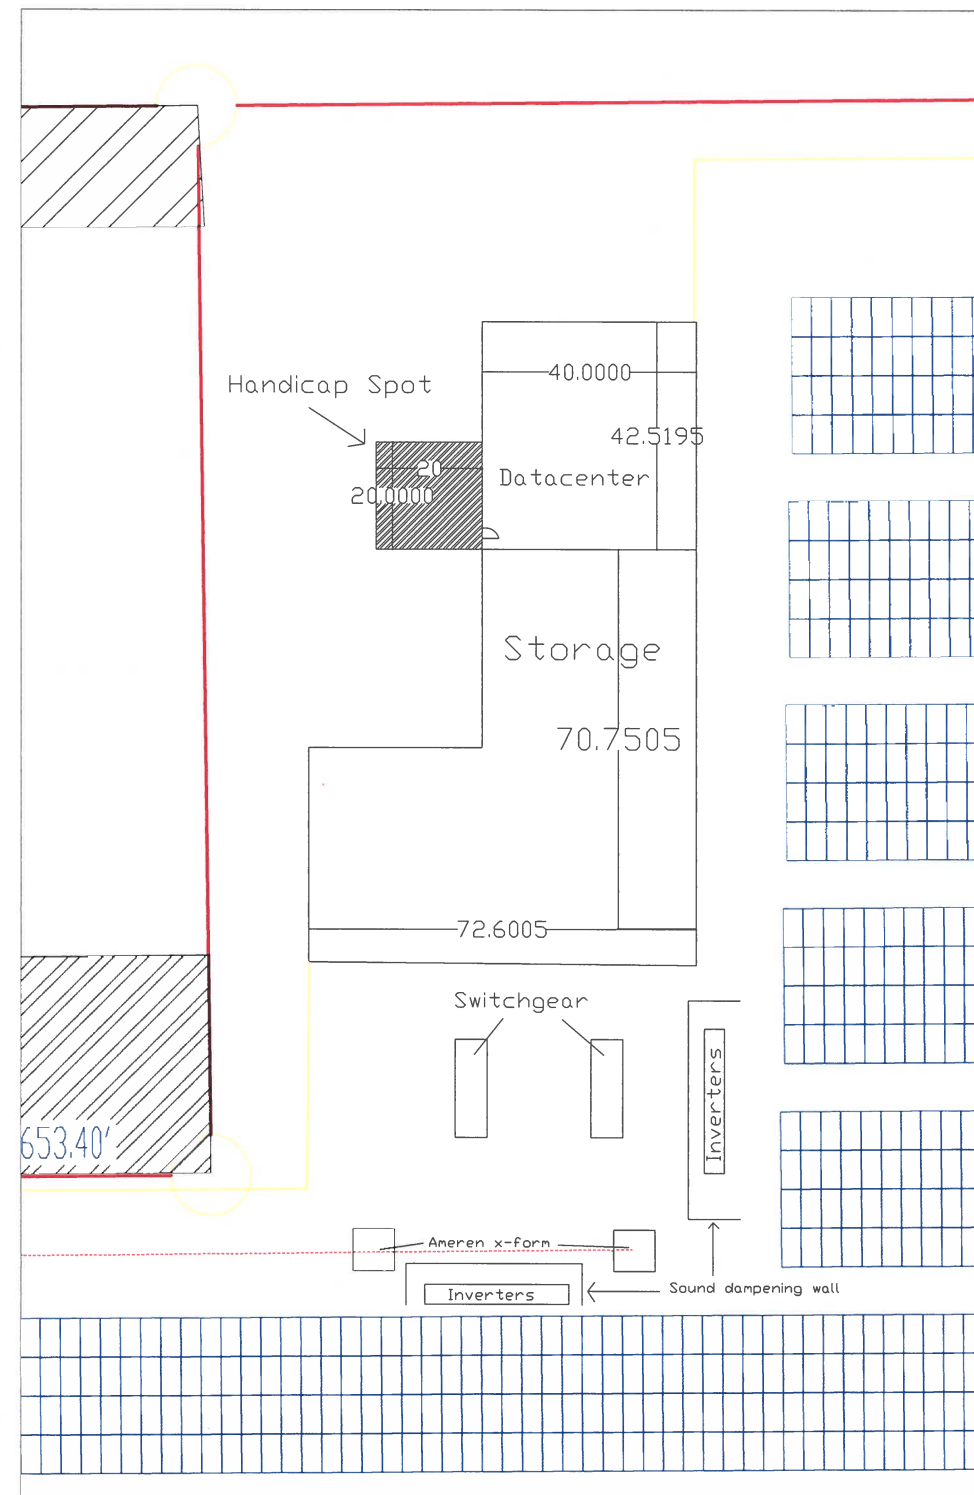 40.0000
Handicap Spot
42.5195
20
Datacenter
20.0000
Storage
70.7505
72.6005
Switchgear
Inverters
653.40'
Ameren x-form
Sound dampening wall
Inverters